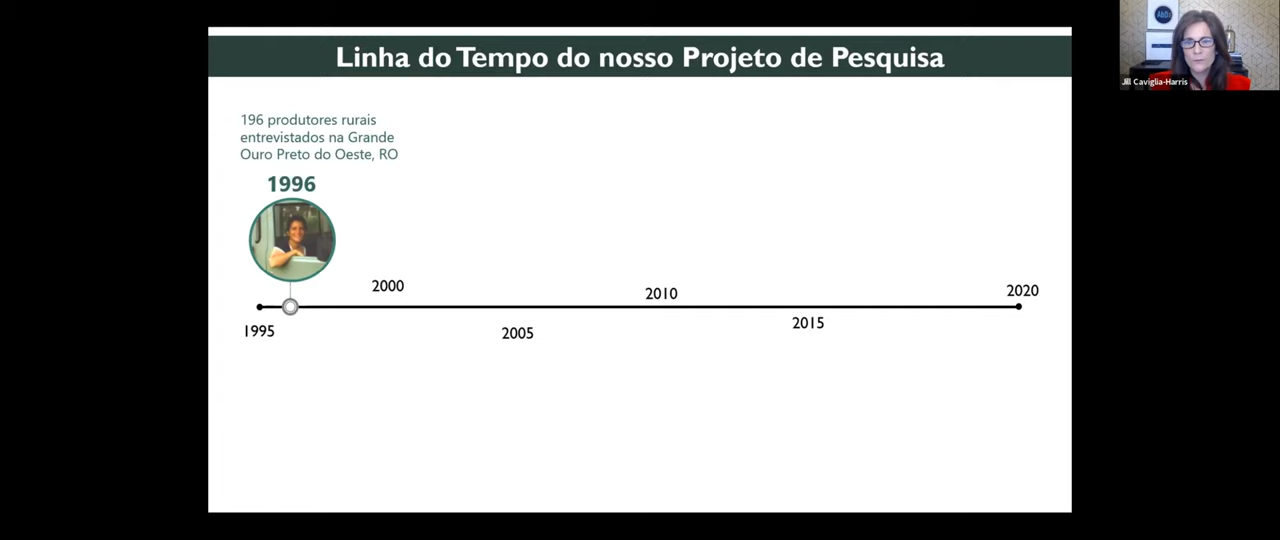 Linha do Tempo do nosso Projeto de Pesquisa
Jill Caviglia-Harris
196 produtores rurais
entrevistados na Grande
Ouro Preto do Oeste, RO
1996
2000
2010
2020
1995
2005
2015